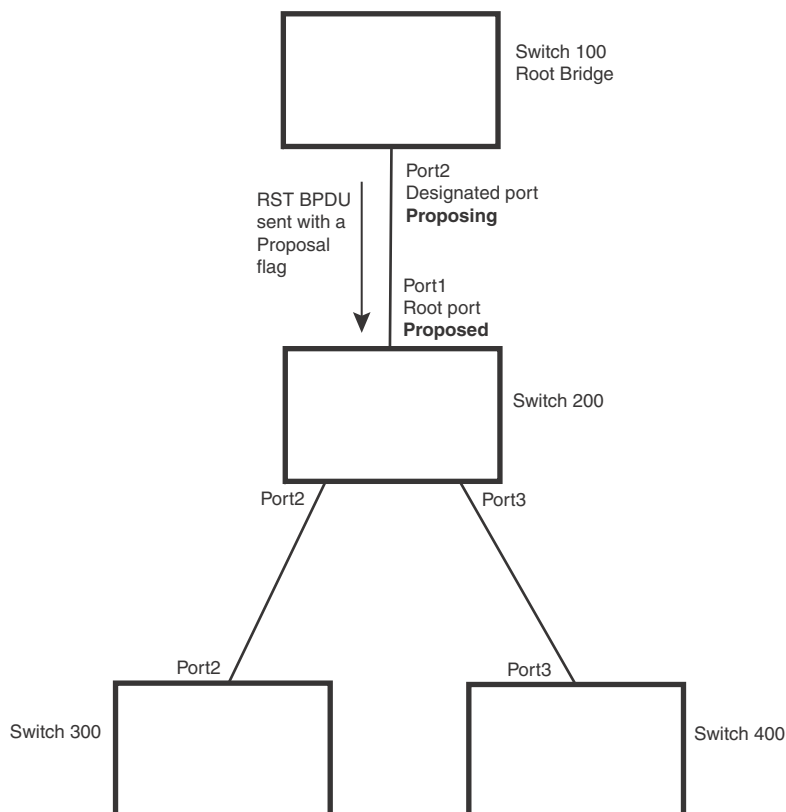 Switch 100
Root Bridge
Port2
Designated port
Proposing
RST BPDU
sent with a
Proposal
flag
Port1
Root port
Proposed
Switch 200
Port2
Port3
Port2
Port3
Switch 300
Switch 400